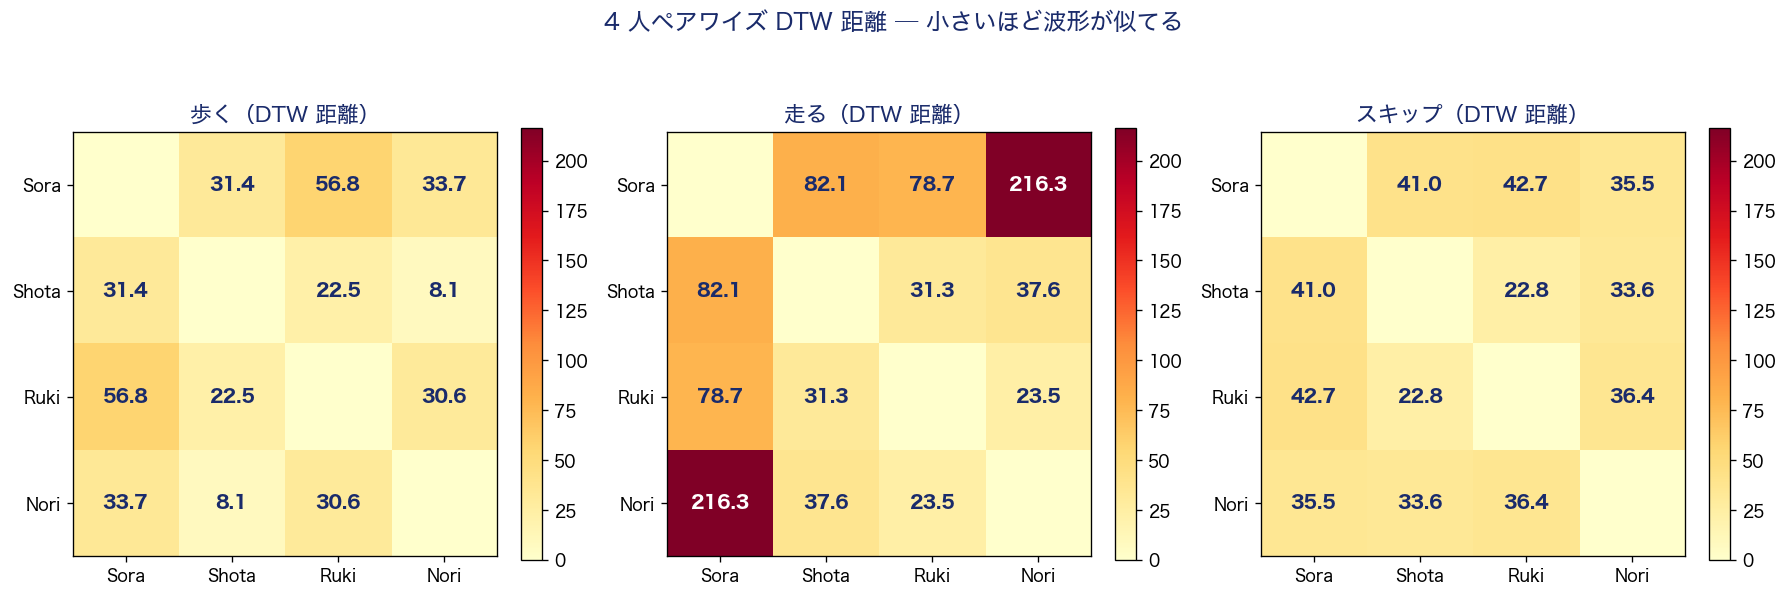 4 人ペアワイズ DTW 距離 — 小さいほど波形が似てる
歩く（DTW 距離）
Sora 31.4 56.8 33.7
Shota 31.4 22.5 8.1
Ruki 56.8 22.5 30.6
Nori 33.7 8.1 30.6
Sora Shota Ruki Nori
200
175
150
125
100
75
50
25
0
走る（DTW 距離）
Sora 82.1 78.7 216.3
Shota 82.1 31.3 37.6
Ruki 78.7 31.3 23.5
Nori 216.3 37.6 23.5
Sora Shota Ruki Nori
200
175
150
125
100
75
50
25
0
スキップ（DTW 距離）
Sora 41.0 42.7 35.5
Shota 41.0 22.8 33.6
Ruki 42.7 22.8 36.4
Nori 35.5 33.6 36.4
Sora Shota Ruki Nori
200
175
150
125
100
75
50
25
0